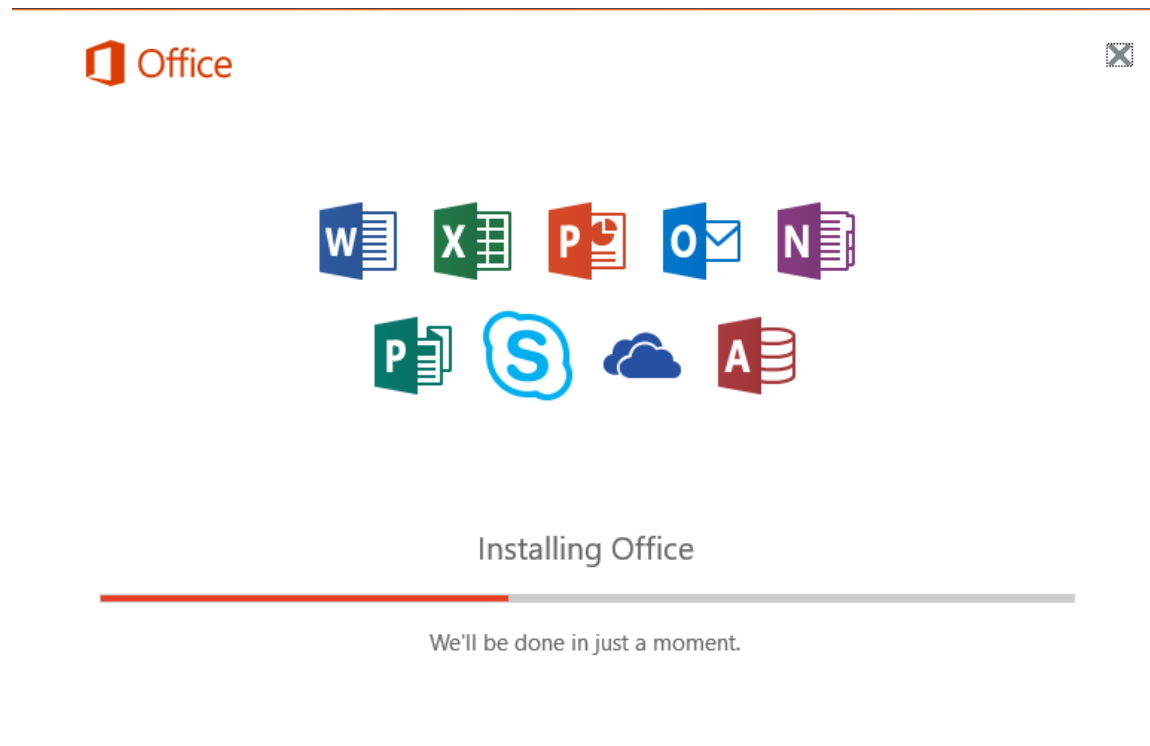 Office
W X P O N
P S A
Installing Office
We'll be done in just a moment.